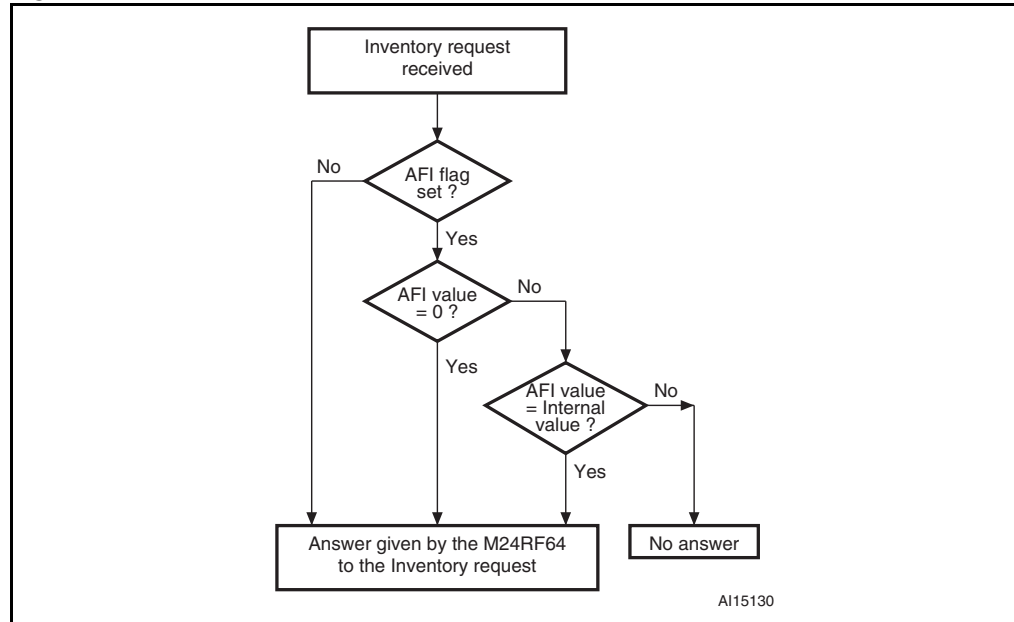 Inventory request
received
No
AFI flag
set ?
Yes
AFI value
= 0 ?
No
Yes
AFI value
= Internal
value ?
No
Yes
Answer given by the M24RF64
to the Inventory request
No answer
AI15130